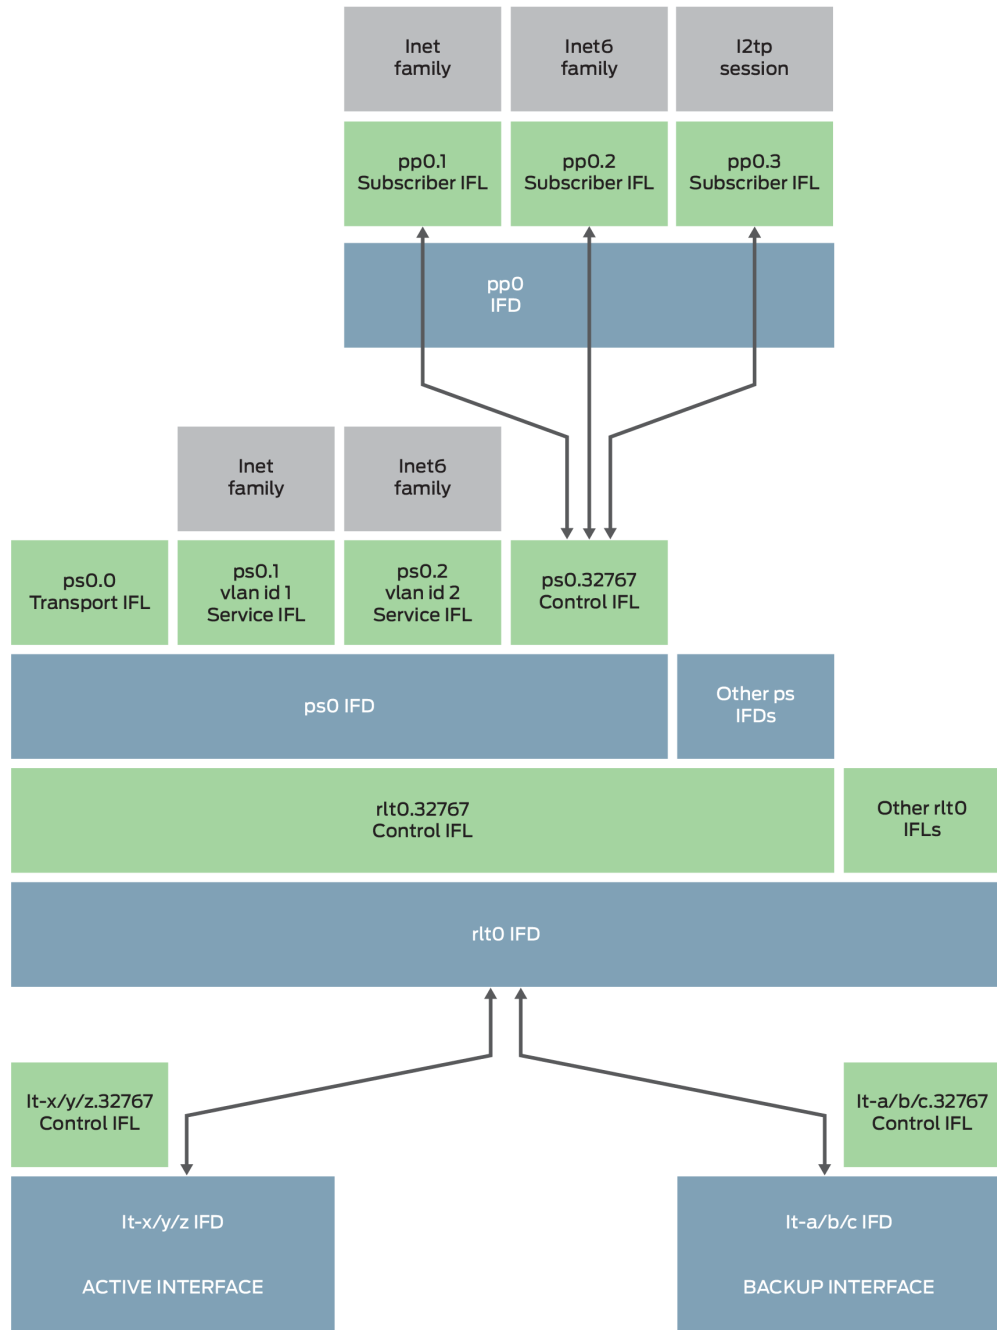 Inet
family
Inet6
family
l2tp
session
pp0.1
Subscriber IFL
pp0.2
Subscriber IFL
pp0.3
Subscriber IFL
pp0
IFD
Inet
family
Inet6
family
ps0.0
Transport IFL
ps0.1
vlan id 1
Service IFL
ps0.2
vlan id 2
Service IFL
ps0.32767
Control IFL
ps0 IFD
Other ps
IFDs
rlt0.32767
Control IFL
Other rlt0
IFLs
rlt0 IFD
lt-x/y/z.32767
Control IFL
lt-a/b/c.32767
Control IFL
lt-x/y/z IFD
ACTIVE INTERFACE
lt-a/b/c IFD
BACKUP INTERFACE